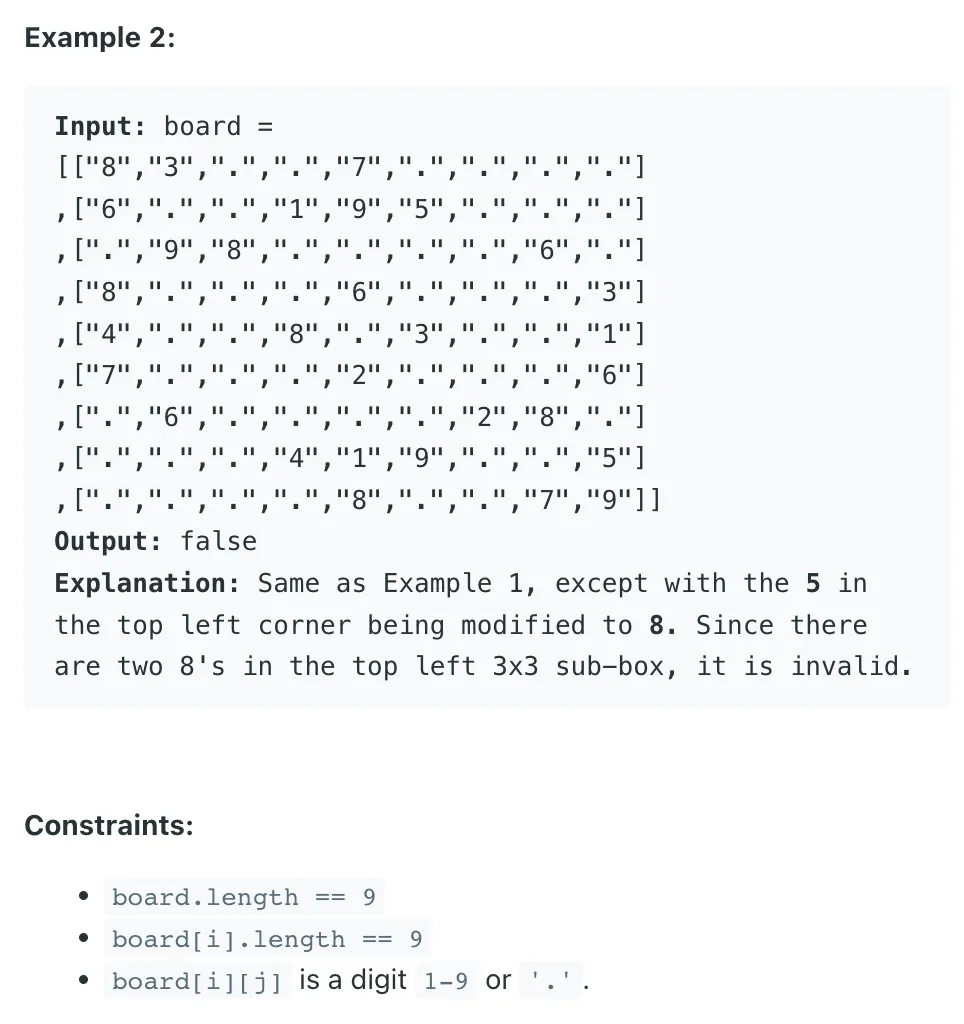 Example 2:
Input: board =
[["8","3",".",".","7",".",".",".","."]
,["6",".",".","1","9","5",".",".","."]
,[".","9","8",".",".",".",".","6","."]
,["8",".",".",".","6",".",".",".","3"]
,["4",".",".","8",".","3",".",".","1"]
,["7",".",".",".","2",".",".",".","6"]
,[".","6",".",".",".",".","2","8","."]
,[".",".",".","4","1","9",".",".","5"]
,[".",".",".",".","8",".",".","7","9"]]
Output: false
Explanation: Same as Example 1, except with the 5 in
the top left corner being modified to 8. Since there
are two 8's in the top left 3x3 sub-box, it is invalid.
Constraints:
• board.length == 9
• board[i].length == 9
• board[i][j] is a digit 1-9 or '.'.